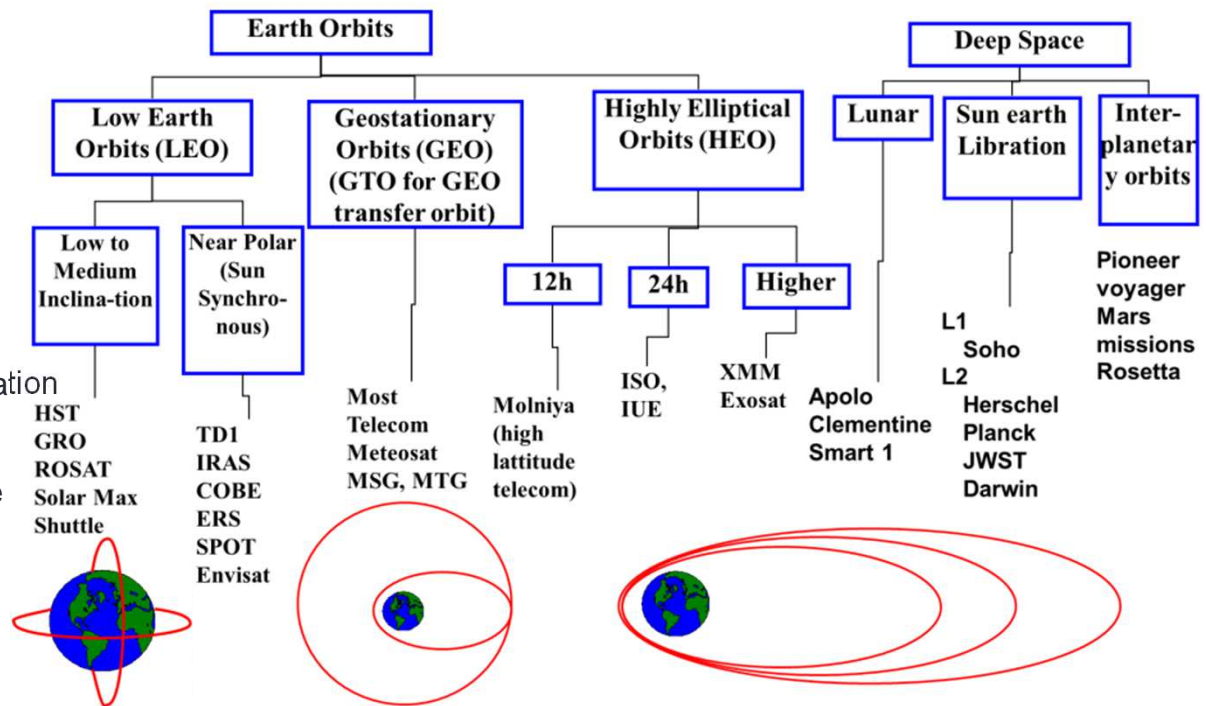 Earth Orbits
Deep Space
Low Earth
Orbits (LEO)
Geostationary
Orbits (GEO)
(GTO for GEO
transfer orbit)
Highly Elliptical
Orbits (HEO)
Lunar
Sun earth
Libration
Inter-
planetar
y orbits
Low to
Medium
Inclina-tion
Near Polar
(Sun
Synchro-
nous)
12h
24h
Higher
ation
HST
GRO
ROSAT
Solar Max
Shuttle
e
TD1
IRAS
COBE
ERS
SPOT
Envisat
Most
Telecom
Meteosat
MSG, MTG
Molniya
(high
lattitude
telecom)
ISO,
IUE
XMM
Exosat
Apolo
Clementine
Smart 1
L1
Soho
L2
Herschel
Planck
JWST
Darwin
Pioneer
voyager
Mars
missions
Rosetta